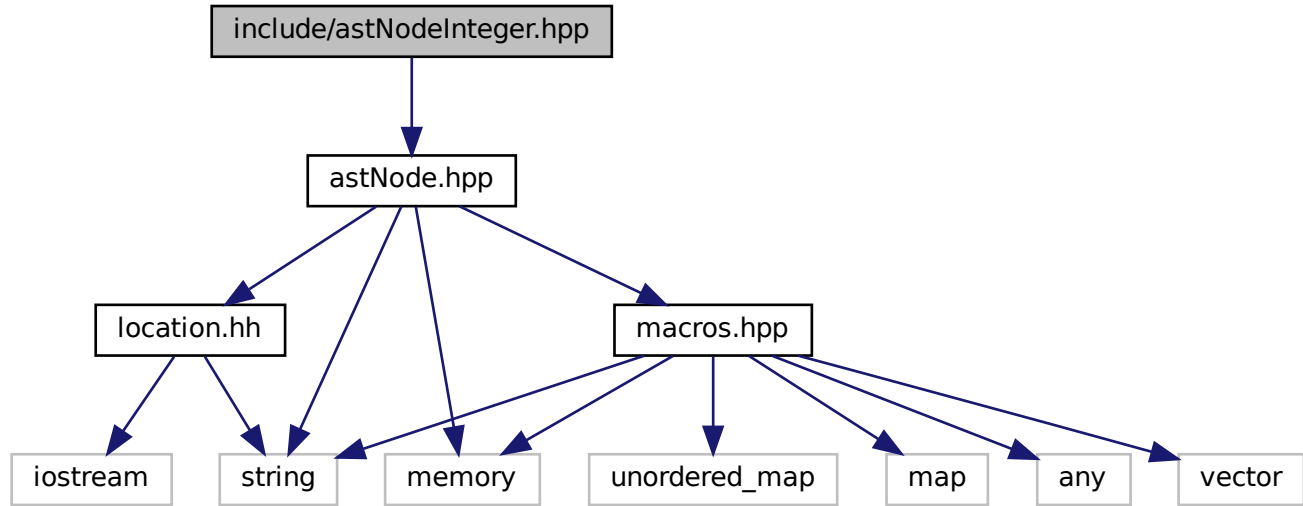 include/astNodeInteger.hpp
astNode.hpp
location.hh
macros.hpp
iostream
string
memory
unordered_map
map
any
vector